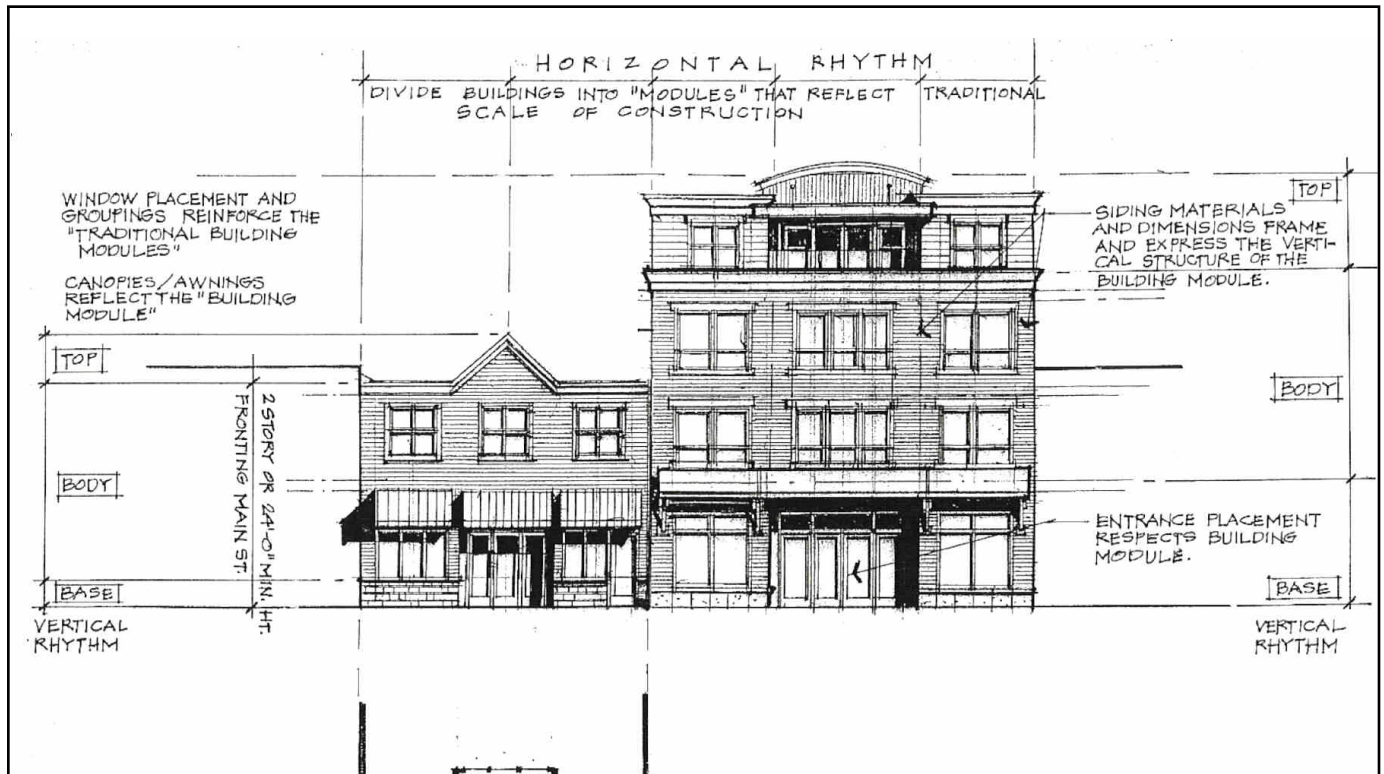 HORIZONTAL RHYTHM
DIVIDE BUILDINGS INTO "MODULES" THAT REFLECT TRADITIONAL
SCALE OF CONSTRUCTION
WINDOW PLACEMENT AND
GROUPINGS REINFORCE THE
"TRADITIONAL BUILDING
MODULES"
CANOPIES/AWNINGS
REFLECT THE "BUILDING
MODULE"
TOP
BODY
BASE
VERTICAL
RHYTHM
2 STORY OR 24'-0" MIN. HT.
FRONTING MAIN ST.
TOP
SIDING MATERIALS
AND DIMENSIONS FRAME
AND EXPRESS THE VERTI-
CAL STRUCTURE OF THE
BUILDING MODULE.
BODY
ENTRANCE PLACEMENT
RESPECTS BUILDING
MODULE.
BASE
VERTICAL
RHYTHM